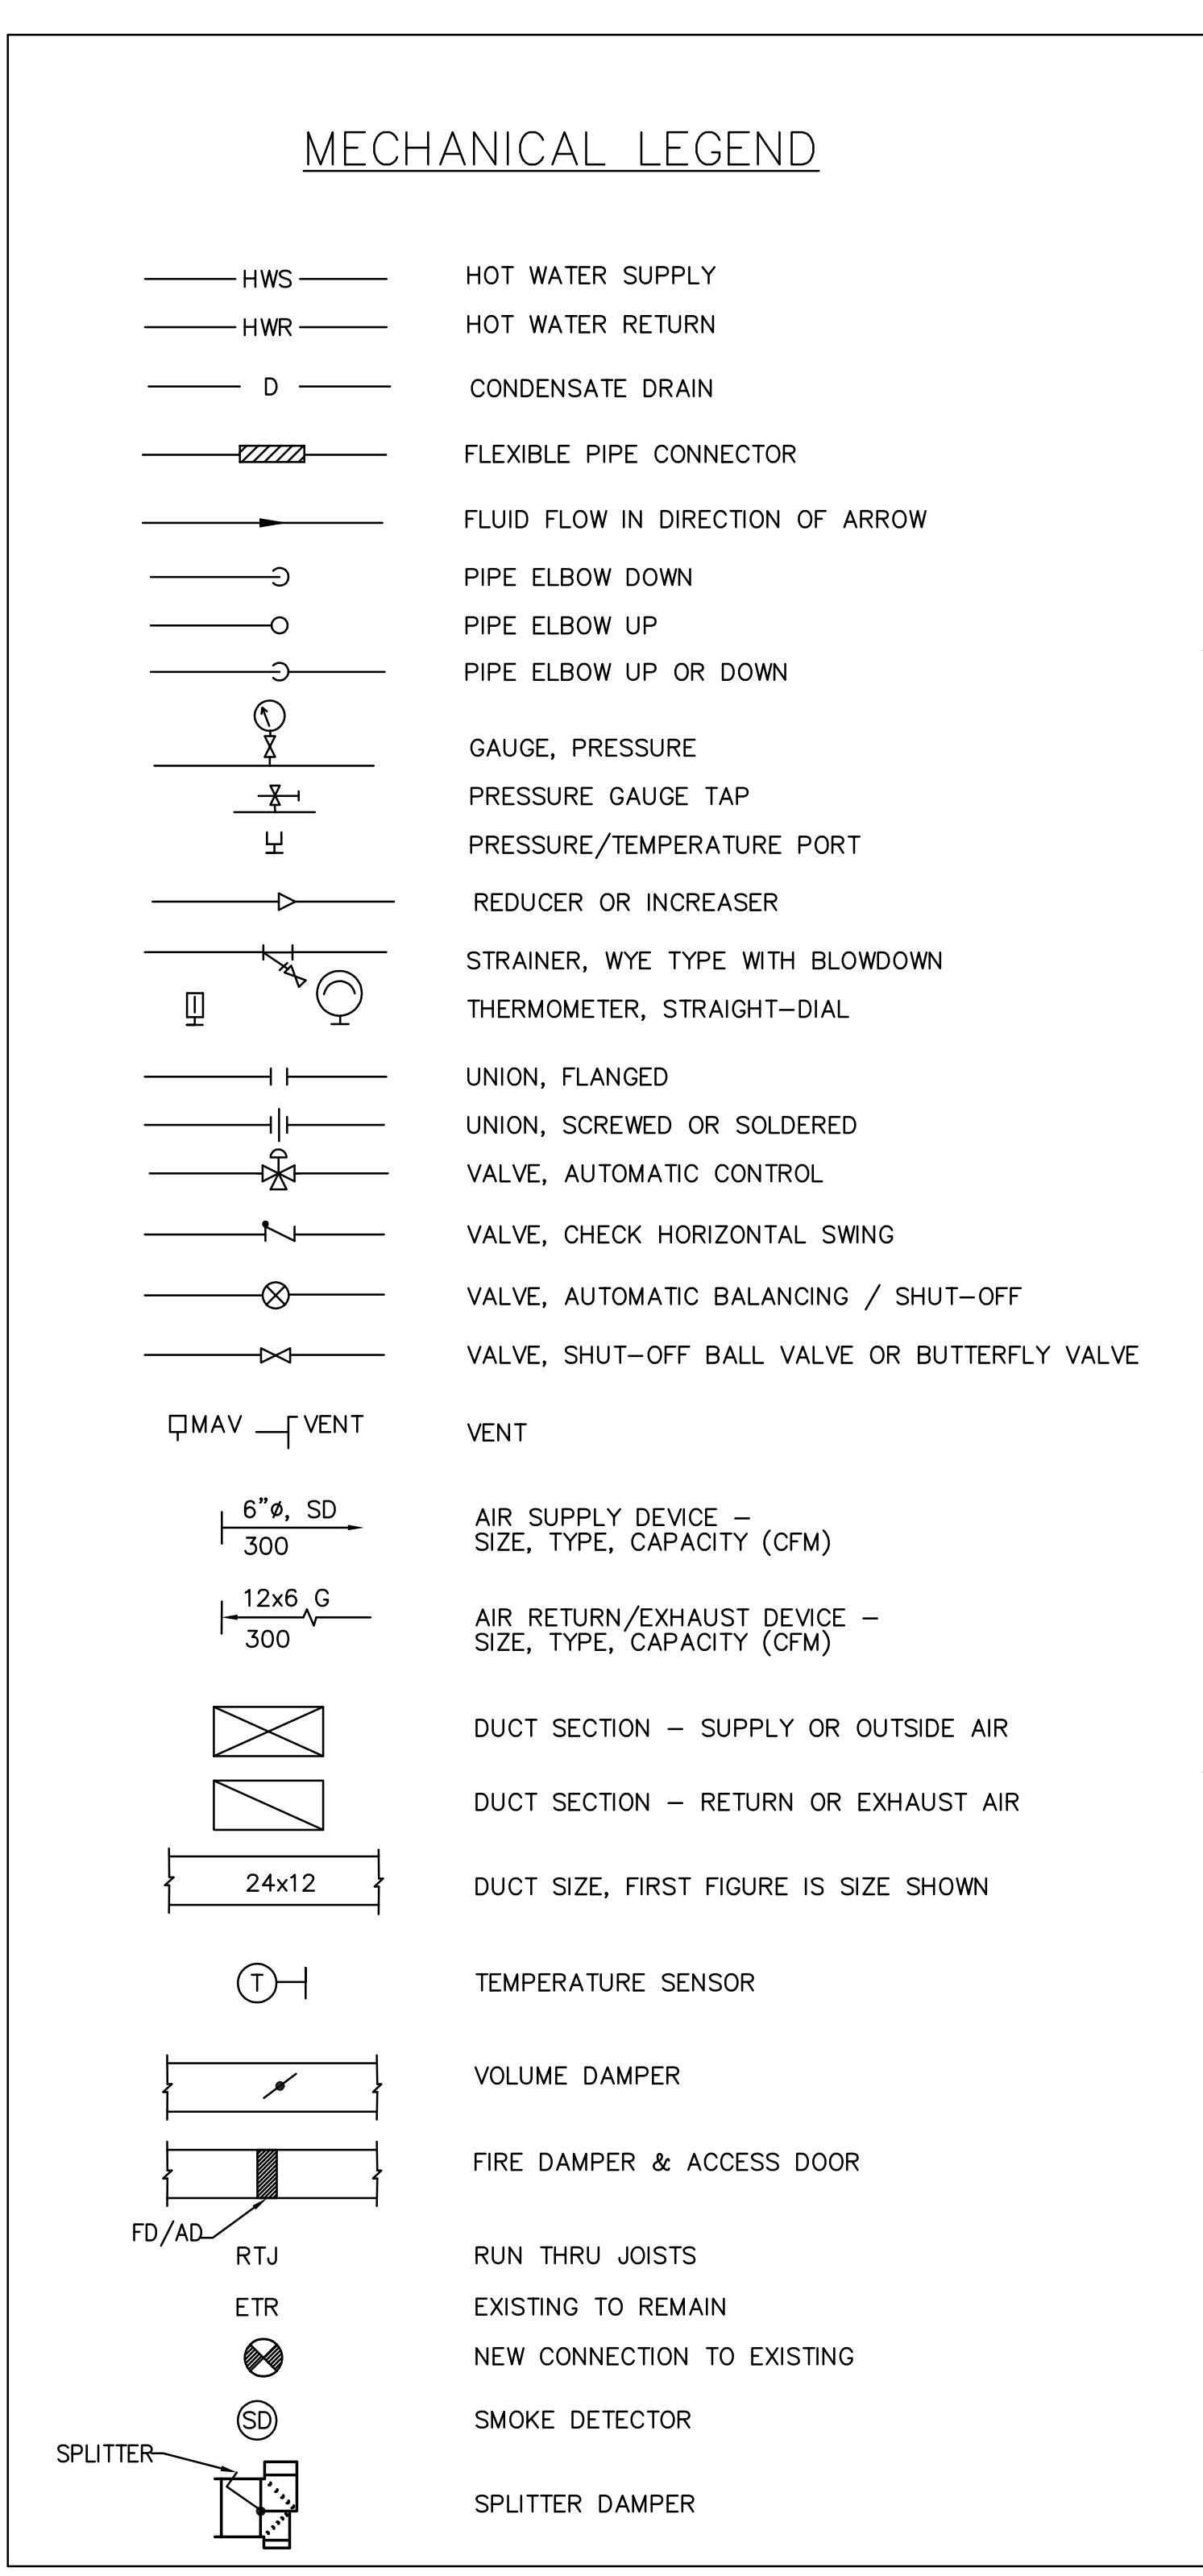 MECHANICAL LEGEND
HWS HOT WATER SUPPLY
HWR HOT WATER RETURN
D CONDENSATE DRAIN
FLEXIBLE PIPE CONNECTOR
FLUID FLOW IN DIRECTION OF ARROW
PIPE ELBOW DOWN
PIPE ELBOW UP
PIPE ELBOW UP OR DOWN
GAUGE, PRESSURE
PRESSURE GAUGE TAP
PRESSURE/TEMPERATURE PORT
REDUCER OR INCREASER
STRAINER, WYE TYPE WITH BLOWDOWN
THERMOMETER, STRAIGHT-DIAL
UNION, FLANGED
UNION, SCREWED OR SOLDERED
VALVE, AUTOMATIC CONTROL
VALVE, CHECK HORIZONTAL SWING
VALVE, AUTOMATIC BALANCING / SHUT-OFF
VALVE, SHUT-OFF BALL VALVE OR BUTTERFLY VALVE
MAV VENT VENT
6"ø, SD
300
AIR SUPPLY DEVICE -
SIZE, TYPE, CAPACITY (CFM)
12x6 G
300
AIR RETURN/EXHAUST DEVICE -
SIZE, TYPE, CAPACITY (CFM)
DUCT SECTION - SUPPLY OR OUTSIDE AIR
DUCT SECTION - RETURN OR EXHAUST AIR
24x12 DUCT SIZE, FIRST FIGURE IS SIZE SHOWN
T TEMPERATURE SENSOR
VOLUME DAMPER
FIRE DAMPER & ACCESS DOOR
FD/AD
RTJ RUN THRU JOISTS
ETR EXISTING TO REMAIN
NEW CONNECTION TO EXISTING
SD SMOKE DETECTOR
SPLITTER
SPLITTER DAMPER